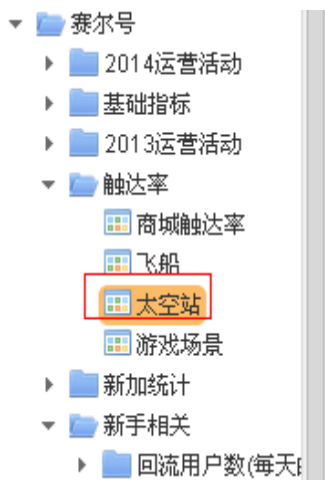 赛尔号
2014运营活动
基础指标
2013运营活动
触达率
商城触达率
飞船
太空站
游戏场景
新加统计
新手相关
回流用户数(每天